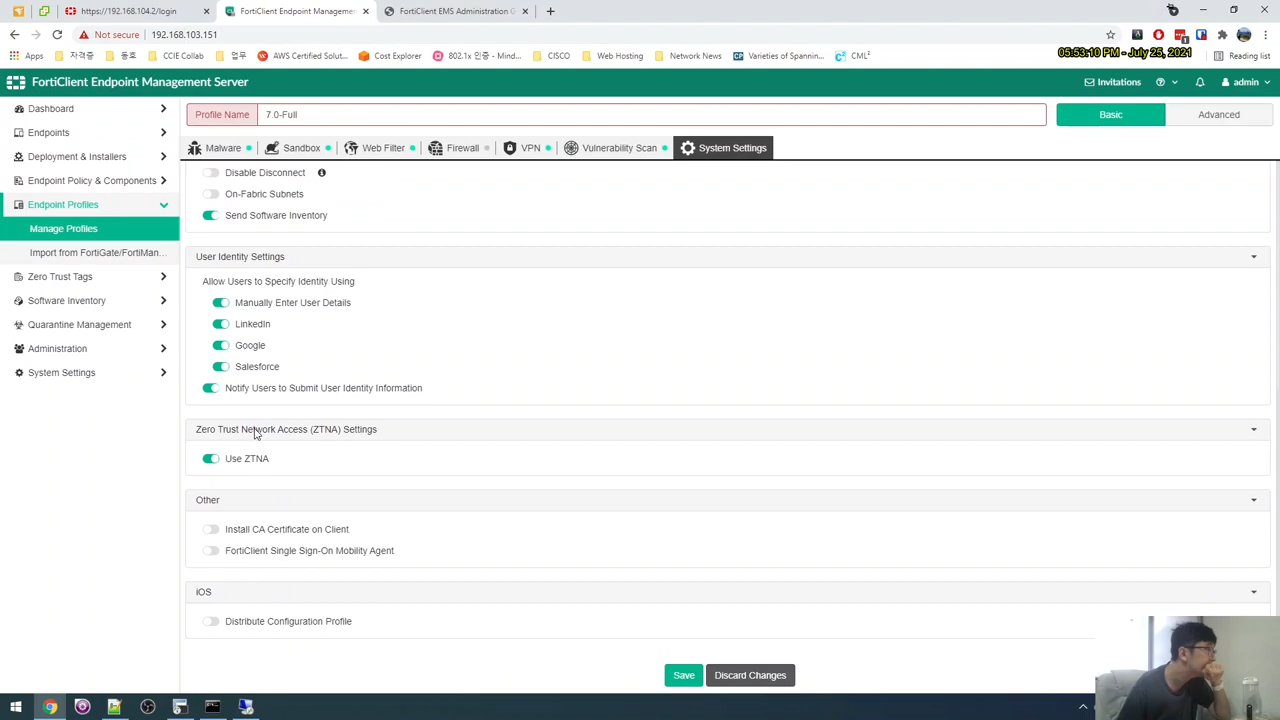 https://192.168.104.2/login
FortiClient Endpoint Management
FortiClient EMS Administration G
Not secure
192.168.103.151
Apps
자격증
동호
CCIE Collab
업무
AWS Certified Solut...
Cost Explorer
802.1x 인증 - Mind...
CISCO
Web Hosting
Network News
Varieties of Spannin...
CML²
05:53:10 PM - July 25, 2021
Reading list
FortiClient Endpoint Management Server
Invitations
admin
Dashboard
Endpoints
Deployment & Installers
Endpoint Policy & Components
Endpoint Profiles
Manage Profiles
Import from FortiGate/FortiMan...
Zero Trust Tags
Software Inventory
Quarantine Management
Administration
System Settings
Profile Name
7.0-Full
Basic
Advanced
Malware
Sandbox
Web Filter
Firewall
VPN
Vulnerability Scan
System Settings
Disable Disconnect
On-Fabric Subnets
Send Software Inventory
User Identity Settings
Allow Users to Specify Identity Using
Manually Enter User Details
LinkedIn
Google
Salesforce
Notify Users to Submit User Identity Information
Zero Trust Network Access (ZTNA) Settings
Use ZTNA
Other
Install CA Certificate on Client
FortiClient Single Sign-On Mobility Agent
iOS
Distribute Configuration Profile
Save
Discard Changes